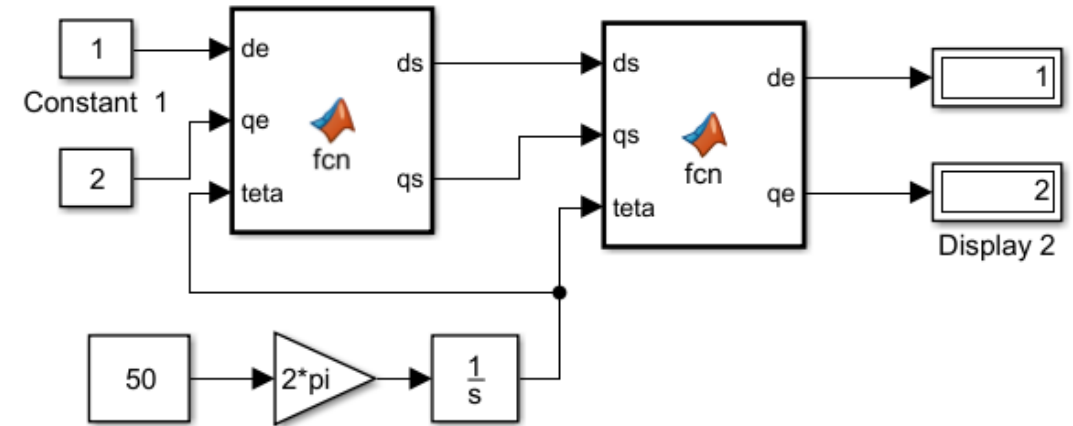 1
Constant 1
2
de
qe
teta
fcn
ds
qs
ds
qs
teta
fcn
de
qe
1
2
Display 2
50
2*pi
1
s